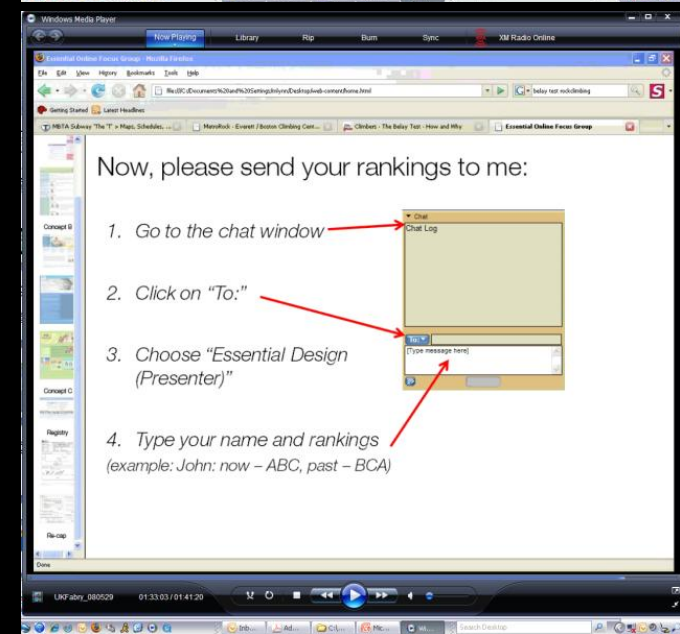 Windows Media Player
Now Playing Library Rip Burn Sync XM Radio Online
Essential Online Focus Group - Mozilla Firefox
File Edit View History Bookmarks Tools Help
belay test rockclimbing
Getting Started Latest Headlines
MBTA Subway "The T" > Maps, Schedules, ... MetroRock - Everett / Boston Climbing Cent... Climbers - The Belay Test - How and Why Essential Online Focus Group
Now, please send your rankings to me:
1. Go to the chat window
2. Click on "To:"
3. Choose "Essential Design
(Presenter)"
4. Type your name and rankings
(example: John: now – ABC, past – BCA)
Chat
Chat Log
To:
[Type message here]
Concept B
Concept C
Registry
Re-cap
Done
UKFabry_080529 01:33:03 / 01:41:20
Inb... Ad... C:\... Mic... Wi... Search Desktop